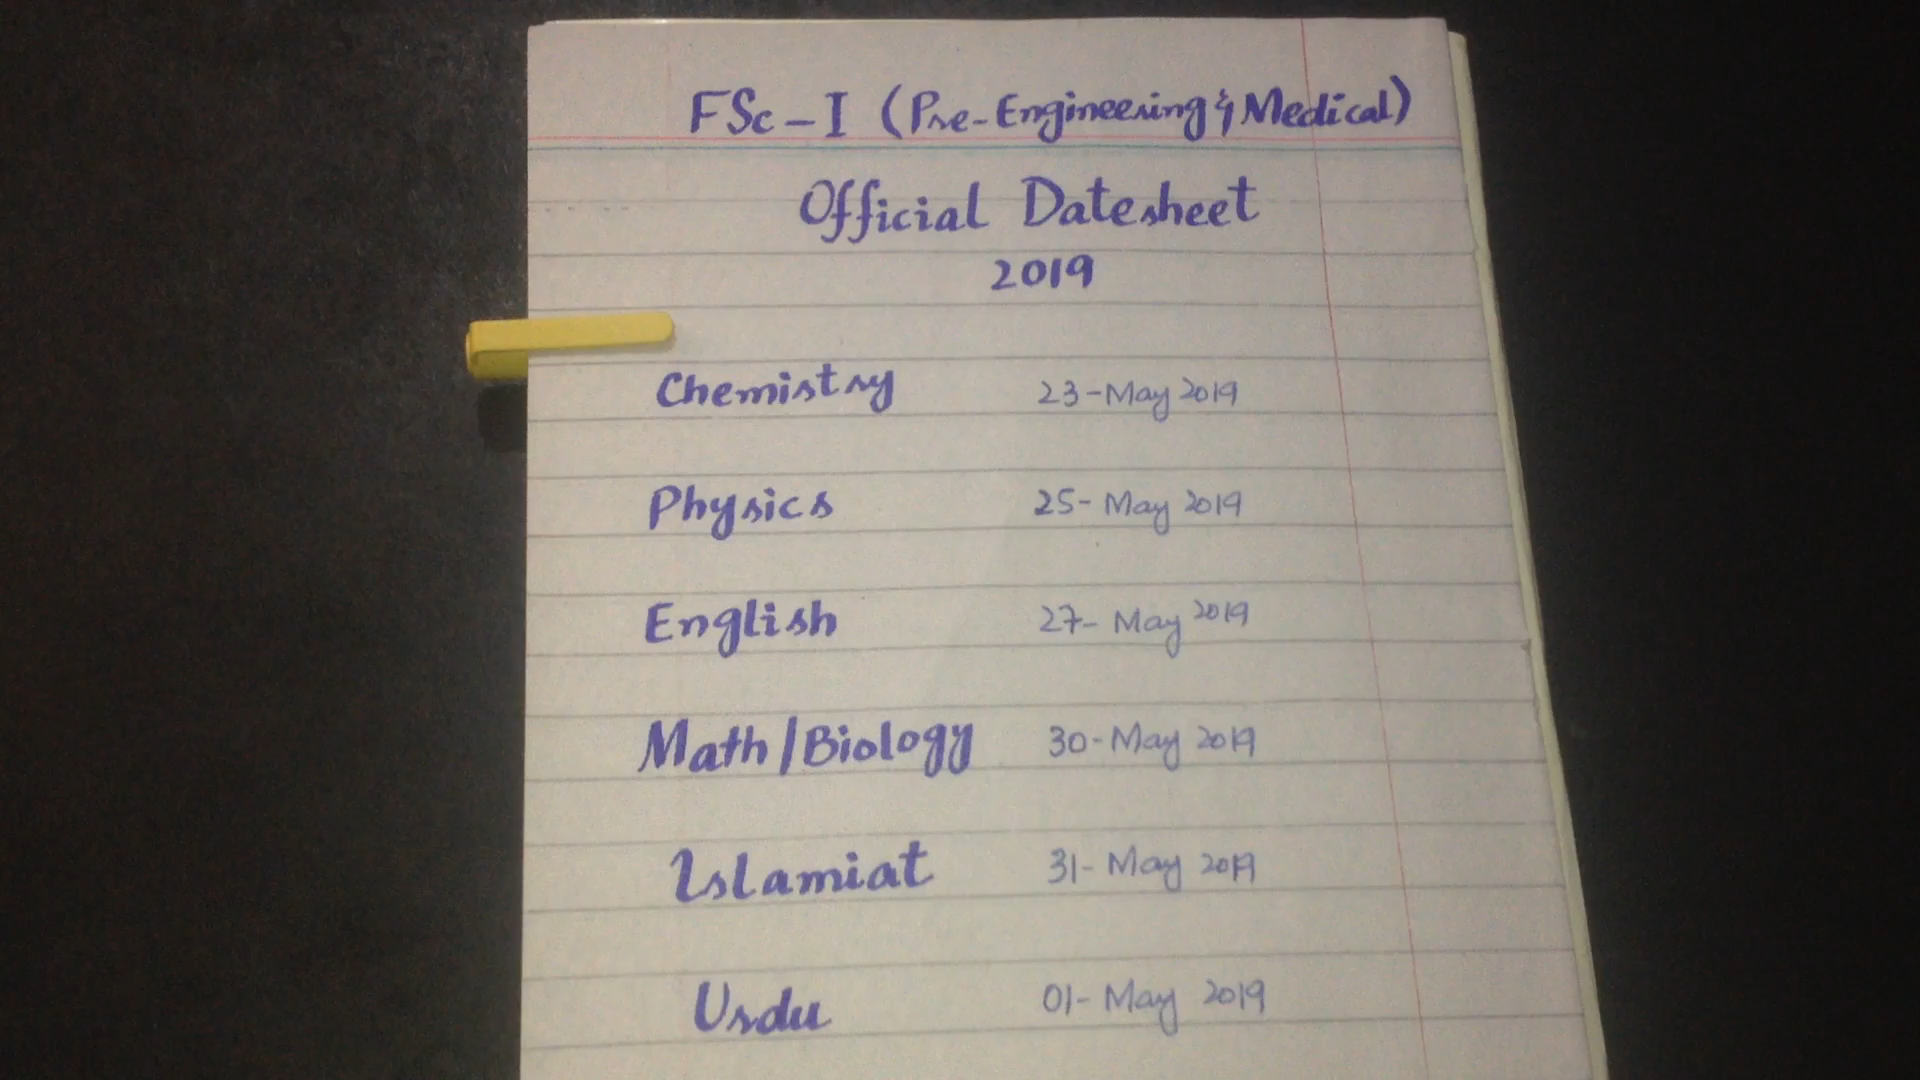 FSc-I (Pre-Engineering & Medical)
Official Datesheet
2019
Chemistry 23-May 2019
Physics 25-May 2019
English 27-May 2019
Math/Biology 30-May 2019
Islamiat 31-May 2019
Urdu 01-May 2019